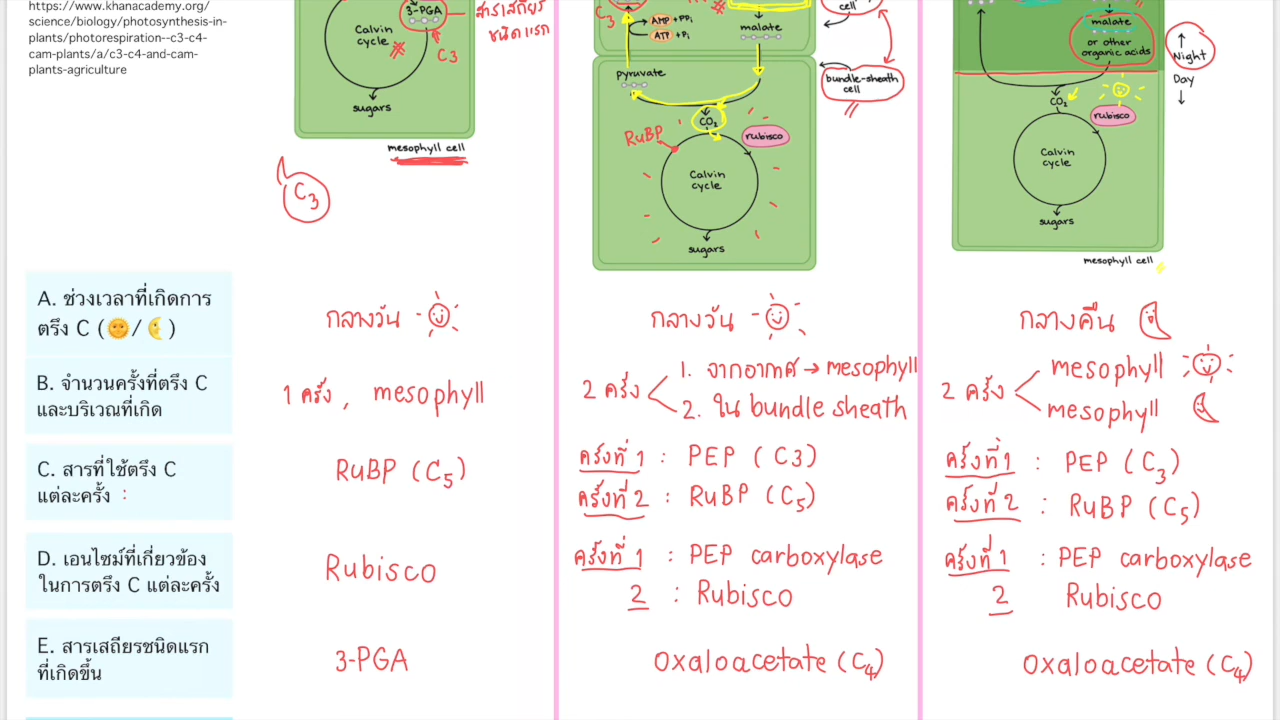 https://www.khanacademy.org/
science/biology/photosynthesis-in-
plants/photorespiration--c3-c4-
cam-plants/a/c3-c4-and-cam-
plants-agriculture
3-PGA
สารเสถียร
ชนิดแรก
Calvin
cycle
C3
sugars
mesophyll cell
C3
C3
AMP +PPi
ATP +Pi
malate
cell
pyruvate
bundle-sheath
cell
CO2
RuBP
rubisco
Calvin
cycle
sugars
malate
or other
organic acids
↑
Night
Day
↓
CO2
rubisco
Calvin
cycle
sugars
mesophyll cell
A. ช่วงเวลาที่เกิดการ
ตรึง C (🌞/🌜)
กลางวัน
กลางวัน
กลางคืน
B. จำนวนครั้งที่ตรึง C
และบริเวณที่เกิด
1 ครั้ง, mesophyll
2 ครั้ง
1. จากอากาศ → mesophyll
2. ใน bundle sheath
2 ครั้ง
mesophyll
mesophyll
C. สารที่ใช้ตรึง C
แต่ละครั้ง :
RuBP (C5)
ครั้งที่ 1 : PEP (C3)
ครั้งที่ 2 : RuBP (C5)
ครั้งที่ 1 : PEP (C3)
ครั้งที่ 2 : RuBP (C5)
D. เอนไซม์ที่เกี่ยวข้อง
ในการตรึง C แต่ละครั้ง
Rubisco
ครั้งที่ 1 : PEP carboxylase
2 : Rubisco
ครั้งที่ 1 : PEP carboxylase
2 Rubisco
E. สารเสถียรชนิดแรก
ที่เกิดขึ้น
3-PGA
Oxaloacetate (C4)
Oxaloacetate (C4)